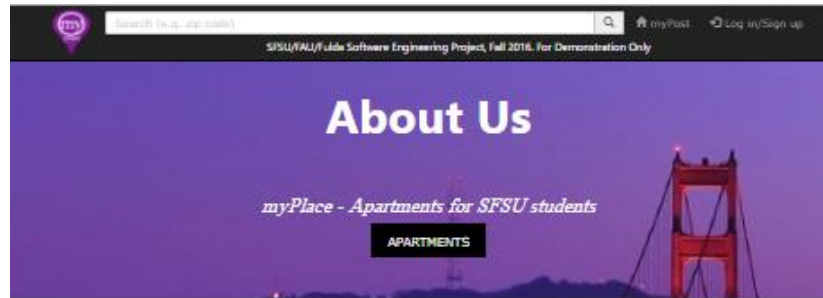 Search (e.g. zip code)
myPost
Log in/Sign up
SFSU/FAU/Fulda Software Engineering Project, Fall 2016. For Demonstration Only
About Us
myPlace - Apartments for SFSU students
APARTMENTS